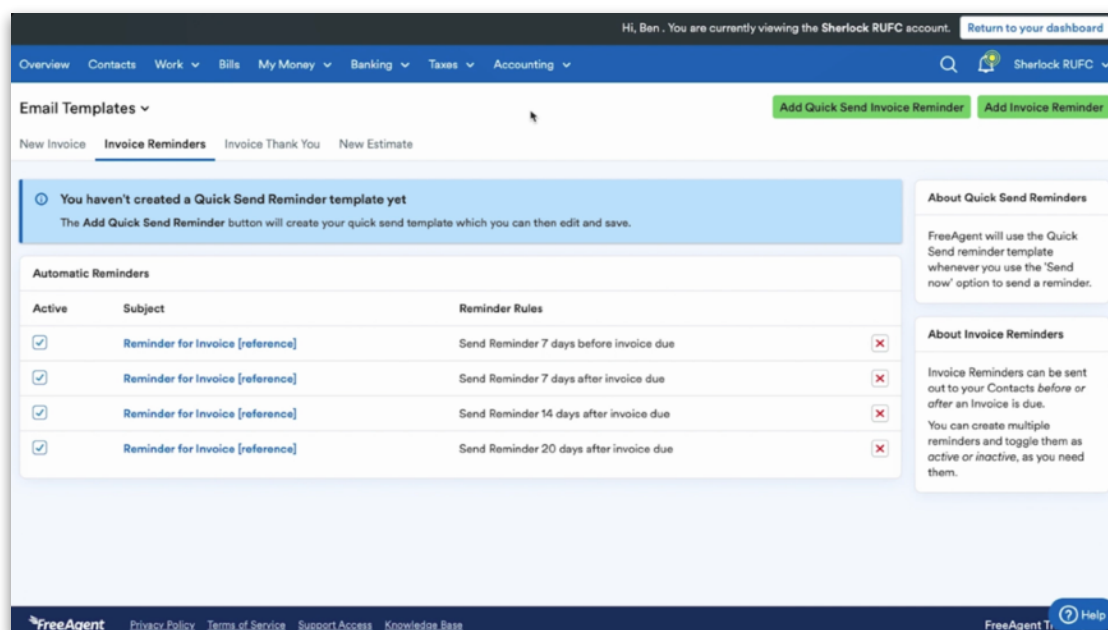 Hi, Ben . You are currently viewing the Sherlock RUFC account. Return to your dashboard
Overview Contacts Work Bills My Money Banking Taxes Accounting Sherlock RUFC
Email Templates
Add Quick Send Invoice Reminder Add Invoice Reminder
New Invoice Invoice Reminders Invoice Thank You New Estimate
You haven't created a Quick Send Reminder template yet
The Add Quick Send Reminder button will create your quick send template which you can then edit and save.
Automatic Reminders
Active Subject Reminder Rules
Reminder for Invoice [reference] Send Reminder 7 days before invoice due
Reminder for Invoice [reference] Send Reminder 7 days after invoice due
Reminder for Invoice [reference] Send Reminder 14 days after invoice due
Reminder for Invoice [reference] Send Reminder 20 days after invoice due
About Quick Send Reminders
FreeAgent will use the Quick
Send reminder template
whenever you use the 'Send
now' option to send a reminder.
About Invoice Reminders
Invoice Reminders can be sent
out to your Contacts before or
after an Invoice is due.
You can create multiple
reminders and toggle them as
active or inactive, as you need
them.
FreeAgent Privacy Policy Terms of Service Support Access Knowledge Base FreeAgent
Help